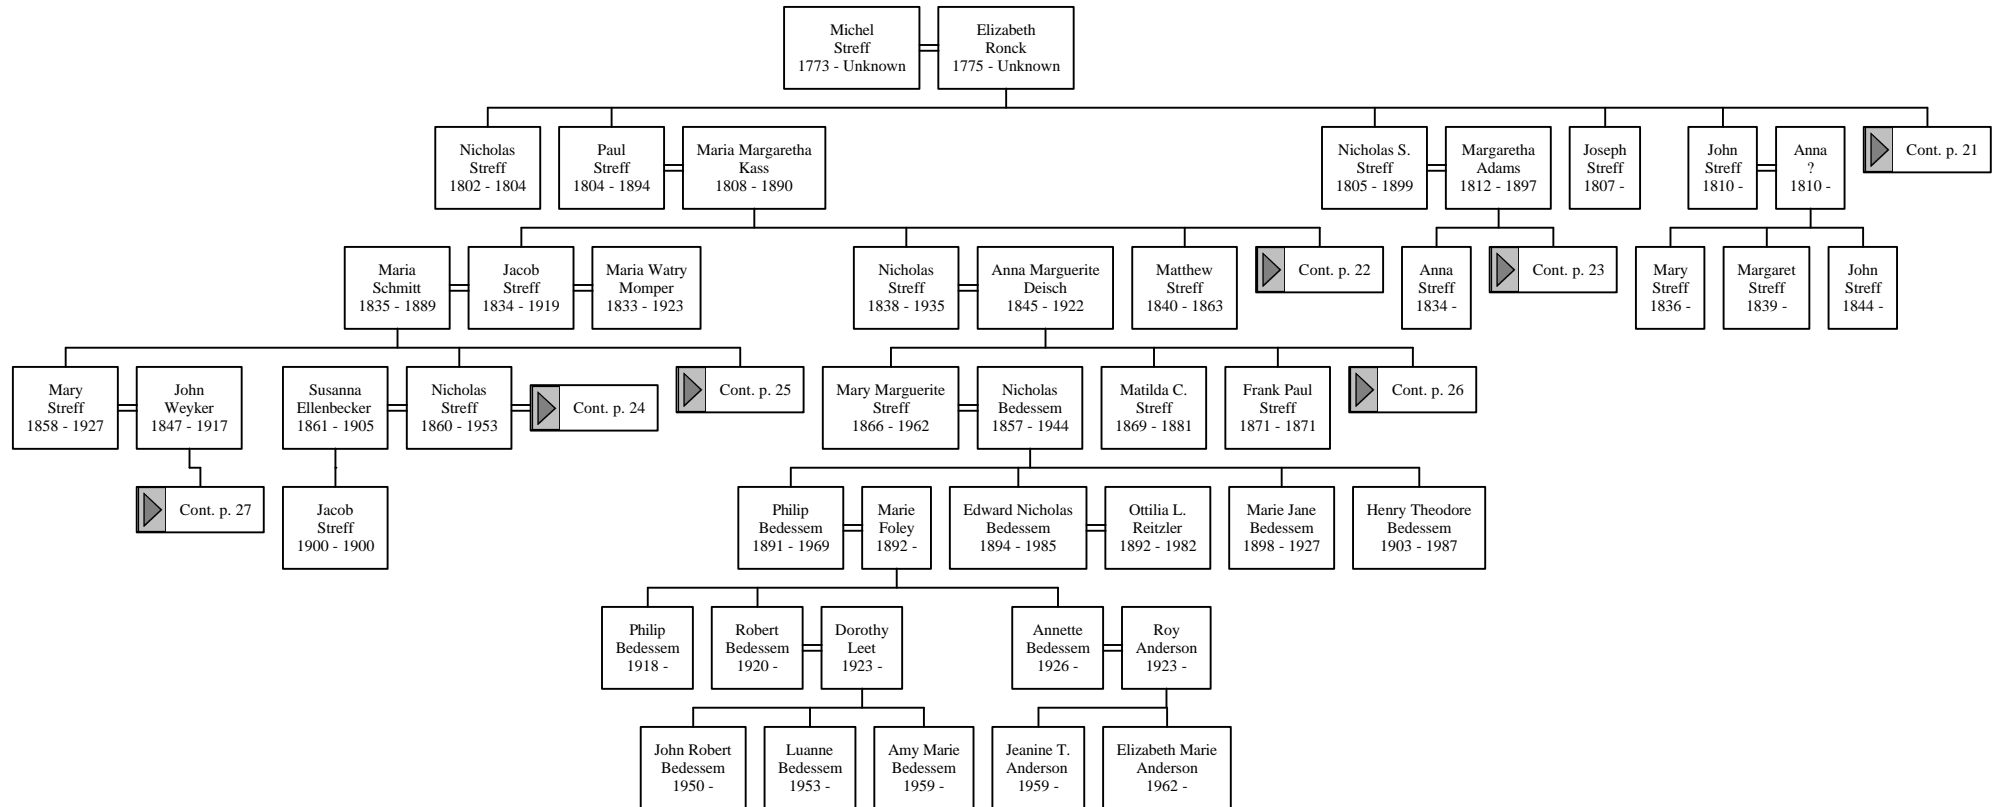 Michel
Streff
1773 - Unknown
Elizabeth
Ronck
1775 - Unknown
Nicholas
Streff
1802 - 1804
Paul
Streff
1804 - 1894
Maria Margaretha
Kass
1808 - 1890
Nicholas S.
Streff
1805 - 1899
Margaretha
Adams
1812 - 1897
Joseph
Streff
1807 -
John
Streff
1810 -
Anna
?
1810 -
Cont. p. 21
Maria
Schmitt
1835 - 1889
Jacob
Streff
1834 - 1919
Maria Watry
Momper
1833 - 1923
Nicholas
Streff
1838 - 1935
Anna Marguerite
Deisch
1845 - 1922
Matthew
Streff
1840 - 1863
Cont. p. 22
Anna
Streff
1834 -
Cont. p. 23
Mary
Streff
1836 -
Margaret
Streff
1839 -
John
Streff
1844 -
Mary
Streff
1858 - 1927
John
Weyker
1847 - 1917
Susanna
Ellenbecker
1861 - 1905
Nicholas
Streff
1860 - 1953
Cont. p. 24
Cont. p. 25
Mary Marguerite
Streff
1866 - 1962
Nicholas
Bedessem
1857 - 1944
Matilda C.
Streff
1869 - 1881
Frank Paul
Streff
1871 - 1871
Cont. p. 26
Cont. p. 27
Jacob
Streff
1900 - 1900
Philip
Bedessem
1891 - 1969
Marie
Foley
1892 -
Edward Nicholas
Bedessem
1894 - 1985
Ottilia L.
Reitzler
1892 - 1982
Marie Jane
Bedessem
1898 - 1927
Henry Theodore
Bedessem
1903 - 1987
Philip
Bedessem
1918 -
Robert
Bedessem
1920 -
Dorothy
Leet
1923 -
Annette
Bedessem
1926 -
Roy
Anderson
1923 -
John Robert
Bedessem
1950 -
Luanne
Bedessem
1953 -
Amy Marie
Bedessem
1959 -
Jeanine T.
Anderson
1959 -
Elizabeth Marie
Anderson
1962 -